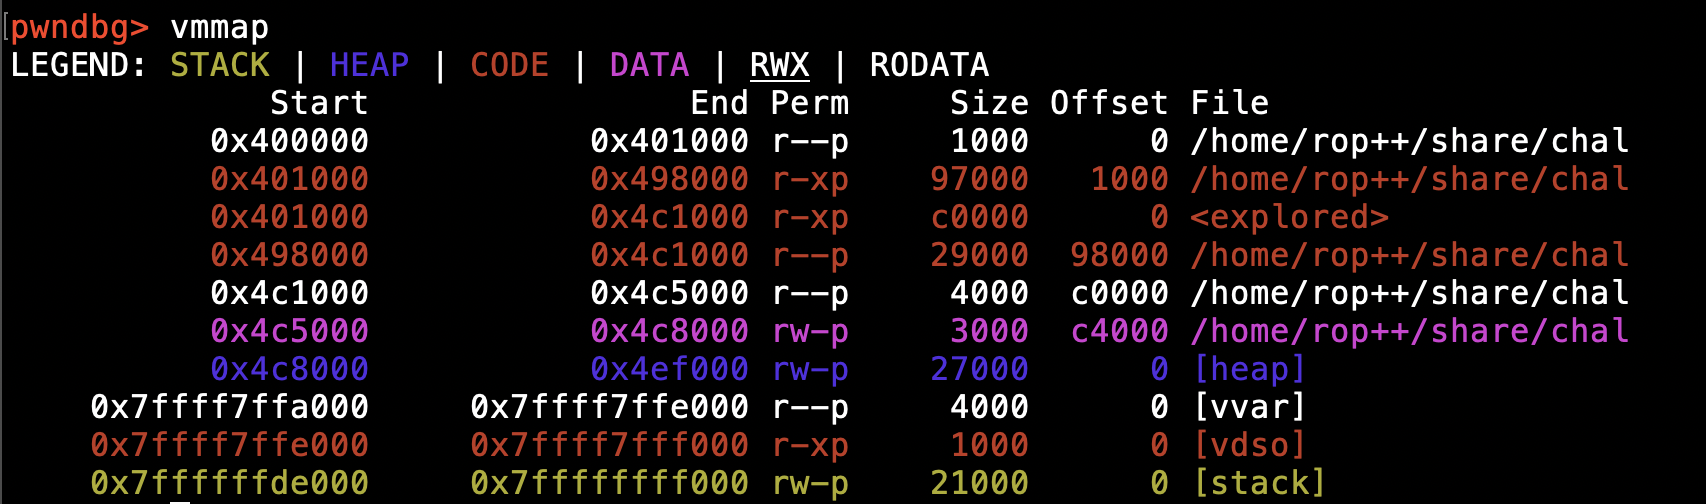 pwndbg> vmmap
LEGEND: STACK | HEAP | CODE | DATA | RWX | RODATA
Start End Perm Size Offset File
0x400000 0x401000 r--p 1000 0 /home/rop++/share/chal
0x401000 0x498000 r-xp 97000 1000 /home/rop++/share/chal
0x401000 0x4c1000 r-xp c0000 0 <explored>
0x498000 0x4c1000 r--p 29000 98000 /home/rop++/share/chal
0x4c1000 0x4c5000 r--p 4000 c0000 /home/rop++/share/chal
0x4c5000 0x4c8000 rw-p 3000 c4000 /home/rop++/share/chal
0x4c8000 0x4ef000 rw-p 27000 0 [heap]
0x7ffff7ffa000 0x7ffff7ffe000 r--p 4000 0 [vvar]
0x7ffff7ffe000 0x7ffff7fff000 r-xp 1000 0 [vdso]
0x7ffffffde000 0x7ffffffff000 rw-p 21000 0 [stack]